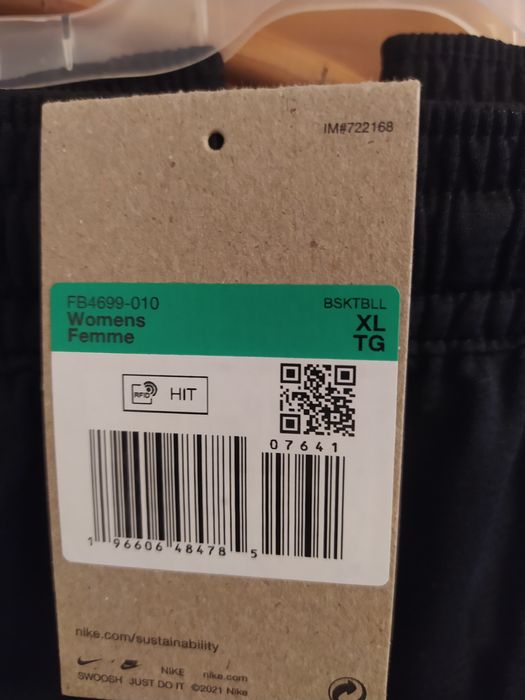 IM#722168
FB4699-010
BSKTBLL
Womens
XL
Femme
TG
RFID
HIT
07641
1 96606 48478 5
nike.com/sustainability
NIKE nike.com
SWOOSH JUST DO IT ©2021 Nike